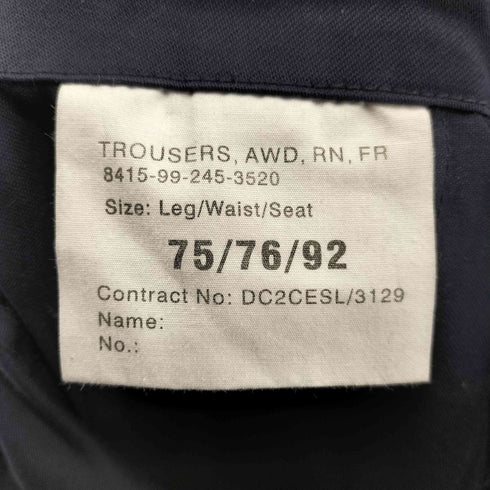 TROUSERS, AWD, RN, FR
8415-99-245-3520
Size: Leg/Waist/Seat
75/76/92
Contract No: DC2CESL/3129
Name:
No.: